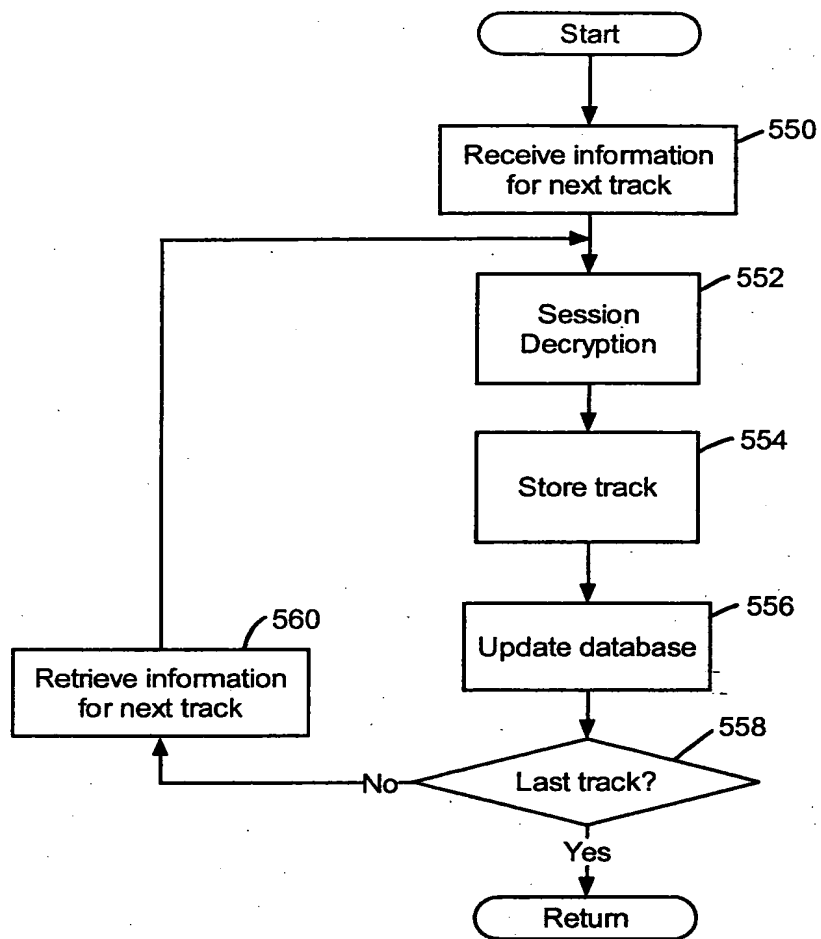 Start
550
Receive information
for next track
552
Session
Decryption
554
Store track
556
Update database
560
Retrieve information
for next track
558
Last track?
No
Yes
Return